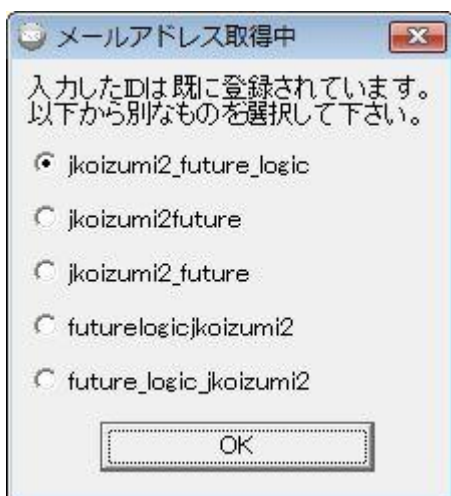 メールアドレス取得中
入力したIDは既に登録されています。
以下から別なものを選択して下さい。
jkoizumi2_future_logic
jkoizumi2future
jkoizumi2_future
futurelogicjkoizumi2
future_logic_jkoizumi2
OK